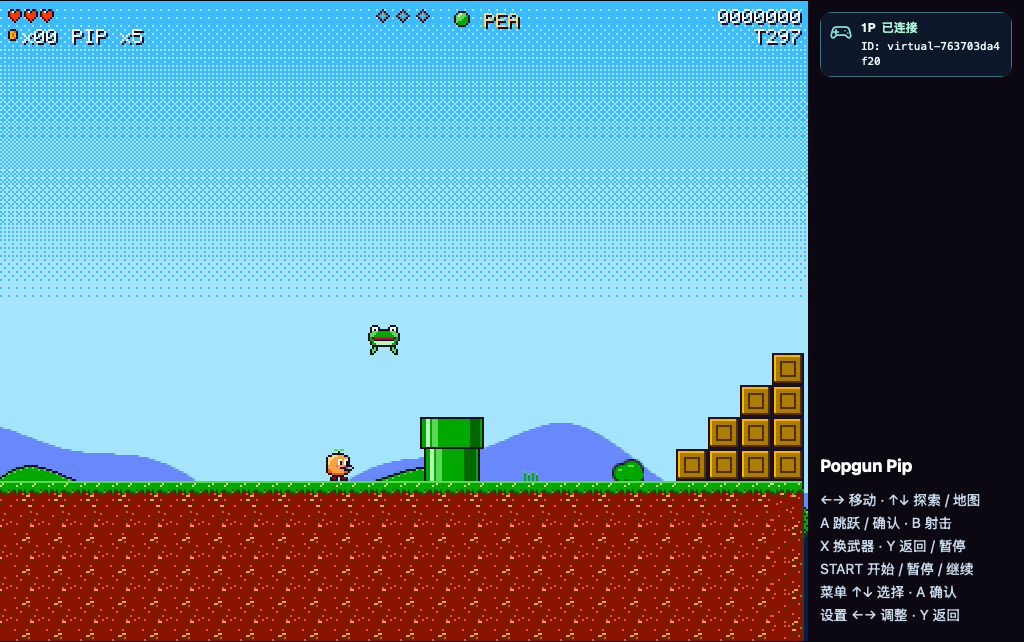 PEA
0000000
x00 PIP x5
T297
1P 已连接
ID: virtual-763703da4
f20
Popgun Pip
←→ 移动 · ↑↓ 探索 / 地图
A 跳跃 / 确认 · B 射击
X 换武器 · Y 返回 / 暂停
START 开始 / 暂停 / 继续
菜单 ↑↓ 选择 · A 确认
设置 ←→ 调整 · Y 返回